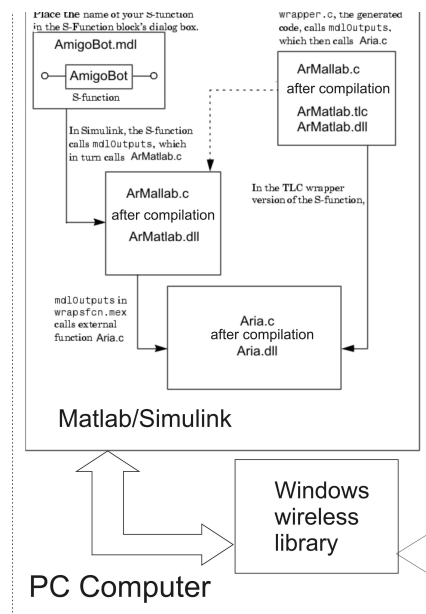 Place the name of your S-function
in the S-Function block's dialog box.
AmigoBot.mdl
AmigoBot
S-function
wrapper.c, the generated
code, calls mdlOutputs,
which then calls Aria.c
ArMallab.c
after compilation
ArMatlab.tlc
ArMatlab.dll
In Simulink, the S-function
calls mdlOutputs, which
in turn calls ArMatlab.c
ArMallab.c
after compilation
ArMatlab.dll
In the TLC wrapper
version of the S-function,
mdlOutputs in
wrapsfcn.mex
calls external
function Aria.c
Aria.c
after compilation
Aria.dll
Matlab/Simulink
Windows
wireless
library
PC Computer